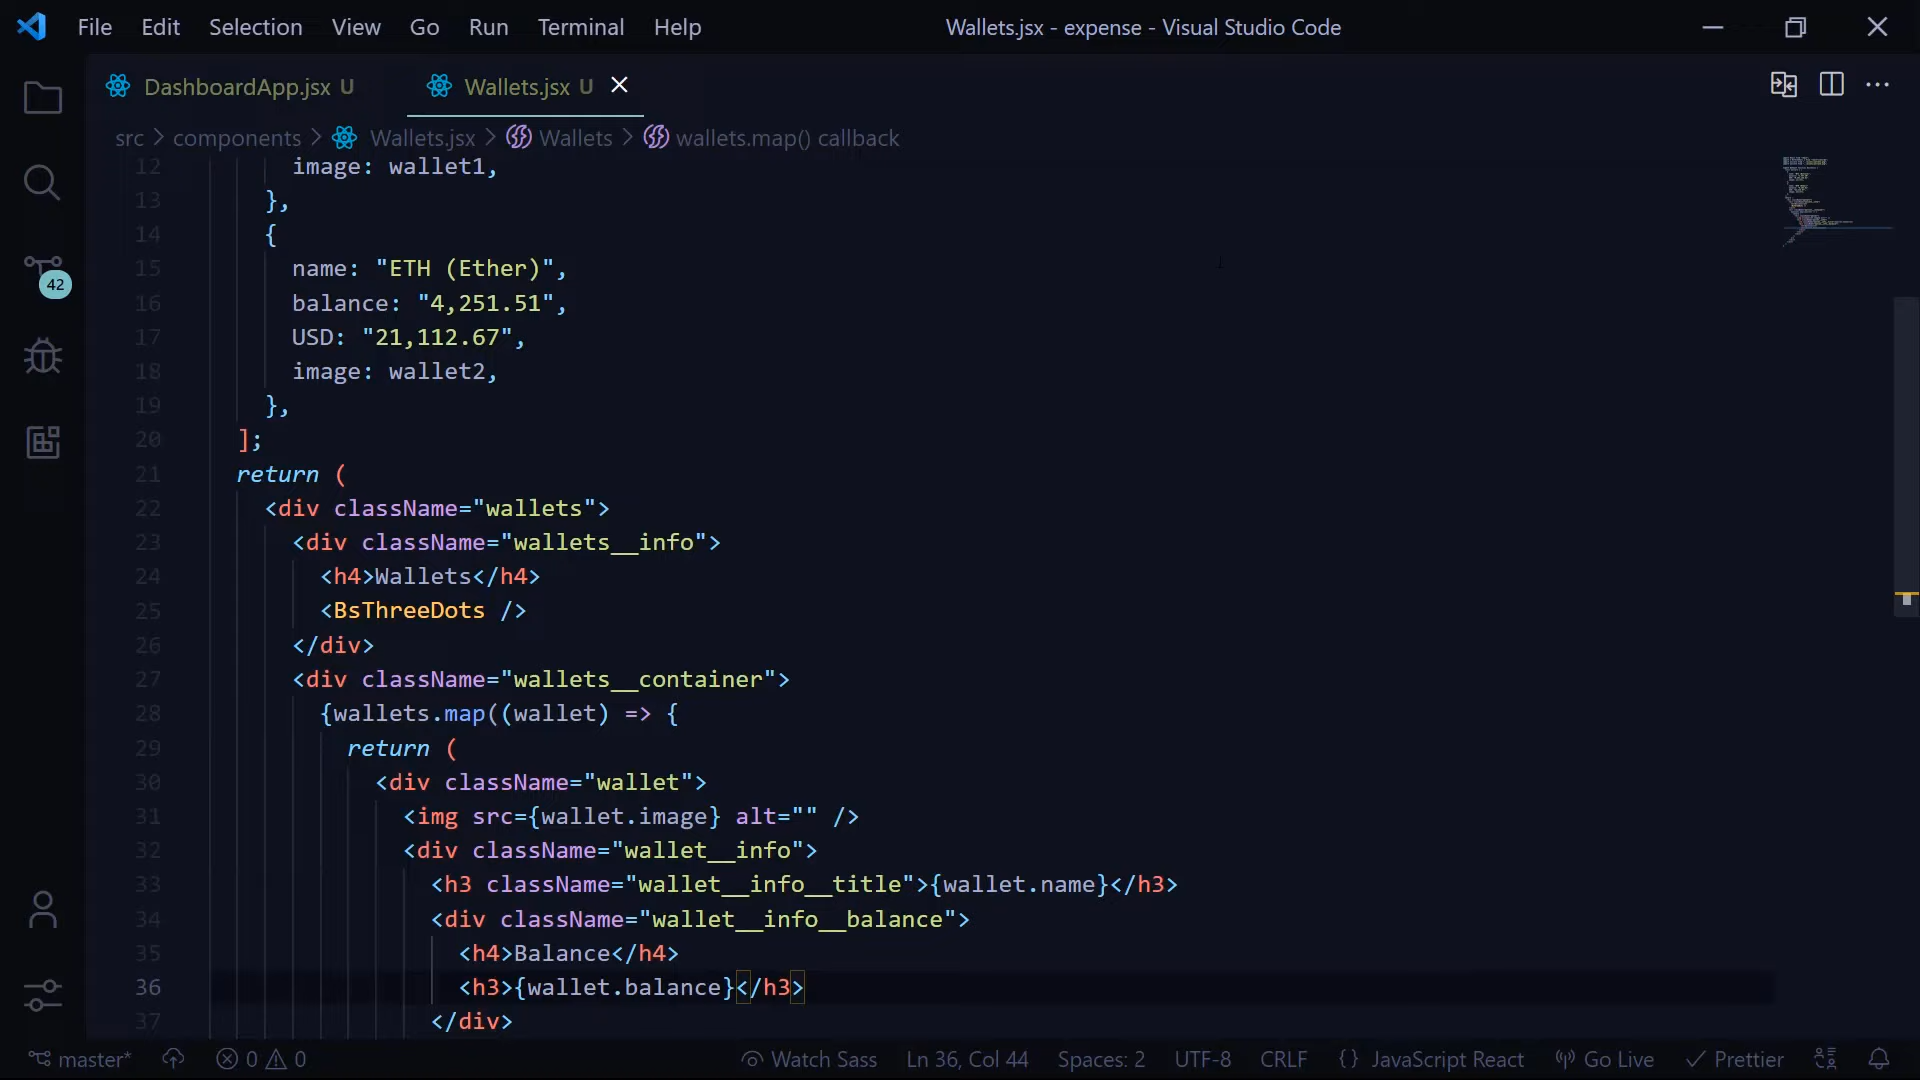 File Edit Selection View Go Run Terminal Help Wallets.jsx - expense - Visual Studio Code
DashboardApp.jsx U Wallets.jsx U
src > components > Wallets.jsx > Wallets > wallets.map() callback
12 image: wallet1,
13 },
14 {
15 name: "ETH (Ether)",
16 balance: "4,251.51",
17 USD: "21,112.67",
18 image: wallet2,
19 },
20 ];
21 return (
22 <div className="wallets">
23 <div className="wallets__info">
24 <h4>Wallets</h4>
25 <BsThreeDots />
26 </div>
27 <div className="wallets__container">
28 {wallets.map((wallet) => {
29 return (
30 <div className="wallet">
31 <img src={wallet.image} alt="" />
32 <div className="wallet__info">
33 <h3 className="wallet__info__title">{wallet.name}</h3>
34 <div className="wallet__info__balance">
35 <h4>Balance</h4>
36 <h3>{wallet.balance}</h3>
37 </div>
42
master* 0 0 Watch Sass Ln 36, Col 44 Spaces: 2 UTF-8 CRLF {} JavaScript React Go Live Prettier